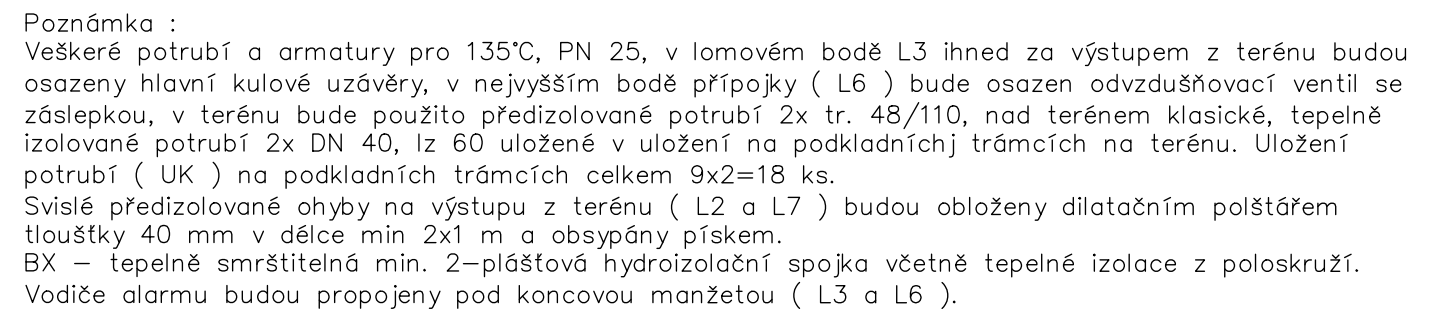 Poznámka :
Veškeré potrubí a armatury pro 135°C, PN 25, v lomovém bodě L3 ihned za výstupem z terénu budou
osazeny hlavní kulové uzávěry, v nejvyšším bodě přípojky ( L6 ) bude osazen odvzdušňovací ventil se
záslepkou, v terénu bude použito předizolované potrubí 2x tr. 48/110, nad terénem klasické, tepelně
izolované potrubí 2x DN 40, Iz 60 uložené v uložení na podkladníchj trámcích na terénu. Uložení
potrubí ( UK ) na podkladních trámcích celkem 9x2=18 ks.
Svislé předizolované ohyby na výstupu z terénu ( L2 a L7 ) budou obloženy dilatačním polštářem
tloušťky 40 mm v délce min 2x1 m a obsypány pískem.
BX – tepelně smrštitelná min. 2–plášťová hydroizolační spojka včetně tepelné izolace z poloskruží.
Vodiče alarmu budou propojeny pod koncovou manžetou ( L3 a L6 ).